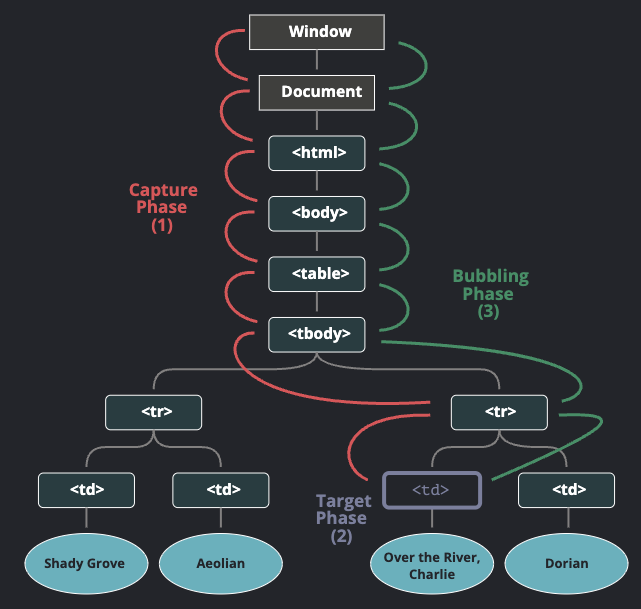 Window
Document
<html>
Capture
Phase
(1)
<body>
<table>
Bubbling
Phase
(3)
<tbody>
<tr>
<tr>
<td>
<td>
<td>
<td>
Target
Phase
(2)
Shady Grove
Aeolian
Over the River,
Charlie
Dorian